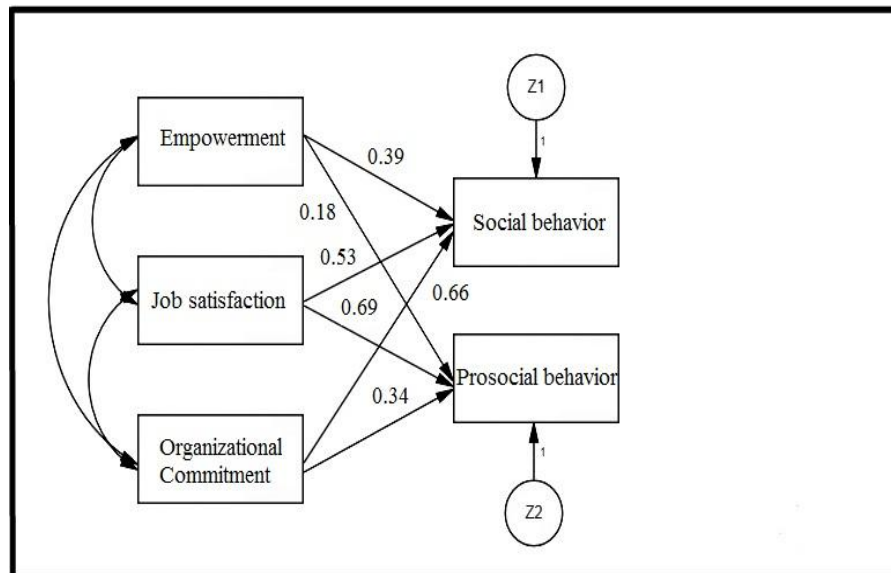 Z1
1
Empowerment
0.39
0.18
Social behavior
0.53
Job satisfaction
0.66
0.69
Prosocial behavior
0.34
Organizational
Commitment
1
Z2